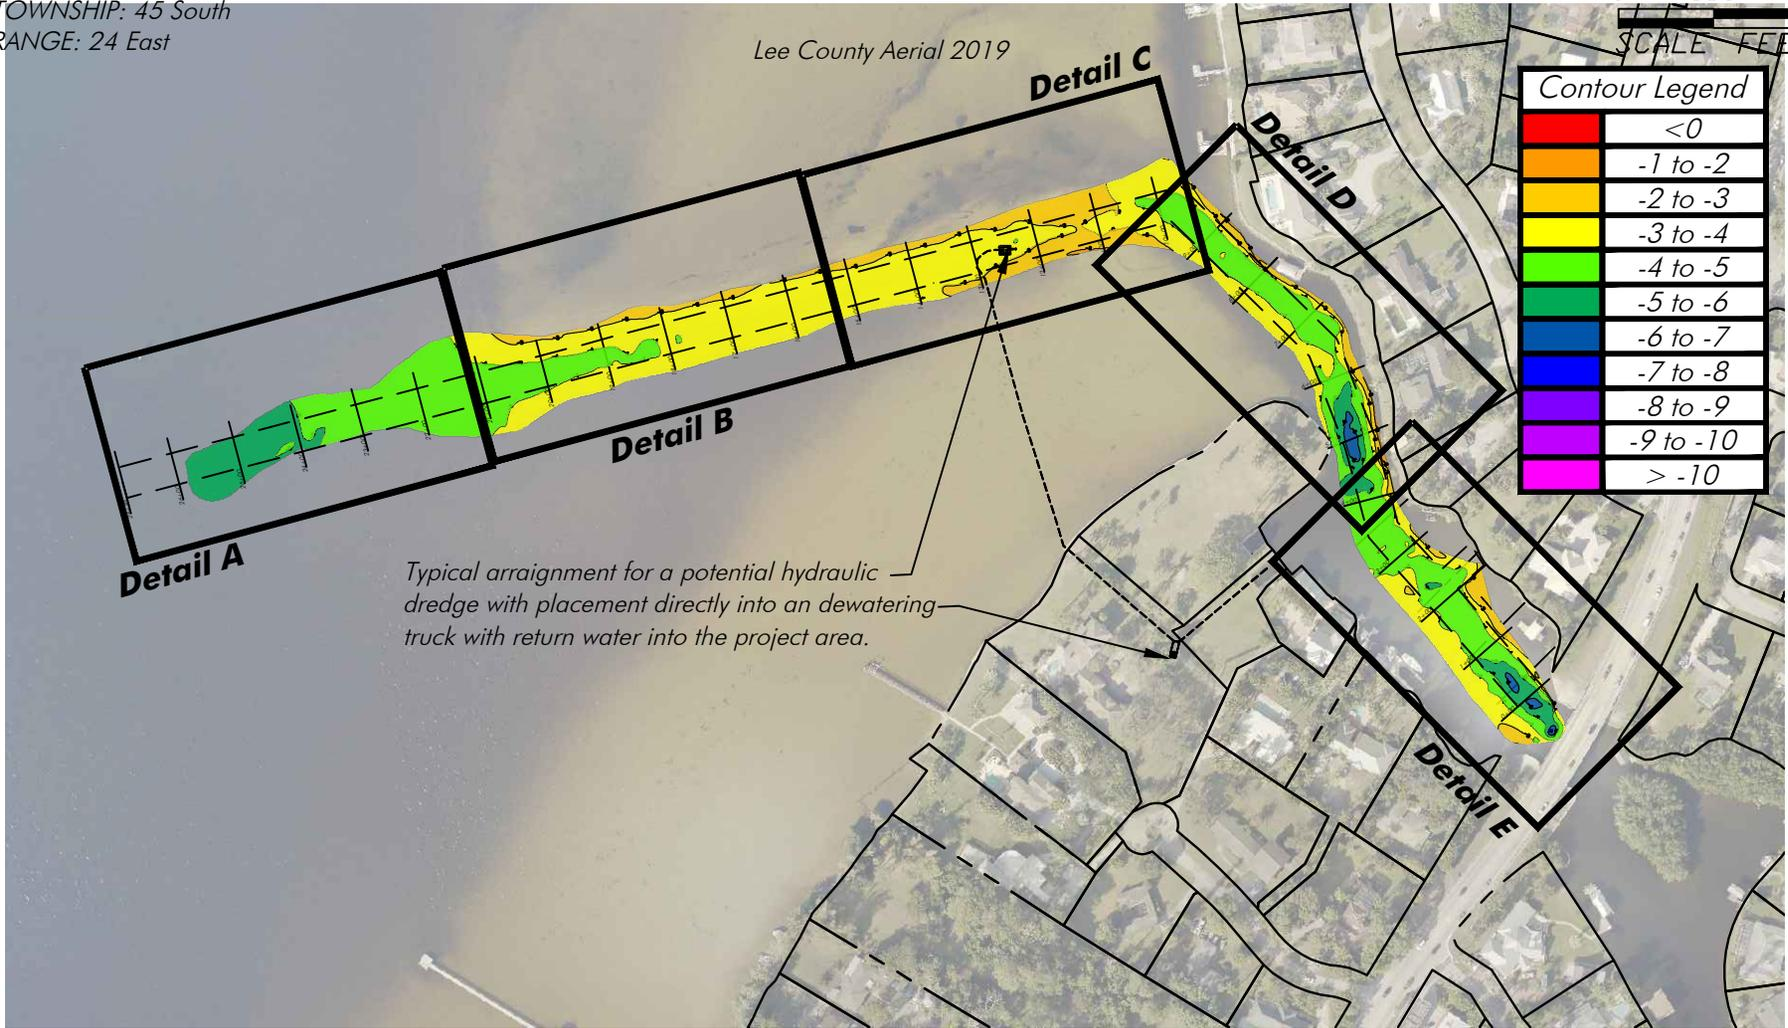 TOWNSHIP: 45 South
RANGE: 24 East
Lee County Aerial 2019
SCALE FEE
Contour Legend
<0
-1 to -2
-2 to -3
-3 to -4
-4 to -5
-5 to -6
-6 to -7
-7 to -8
-8 to -9
-9 to -10
> -10
Detail C
Detail D
Detail B
Detail A
Typical arraignment for a potential hydraulic
dredge with placement directly into an dewatering
truck with return water into the project area.
Detail E